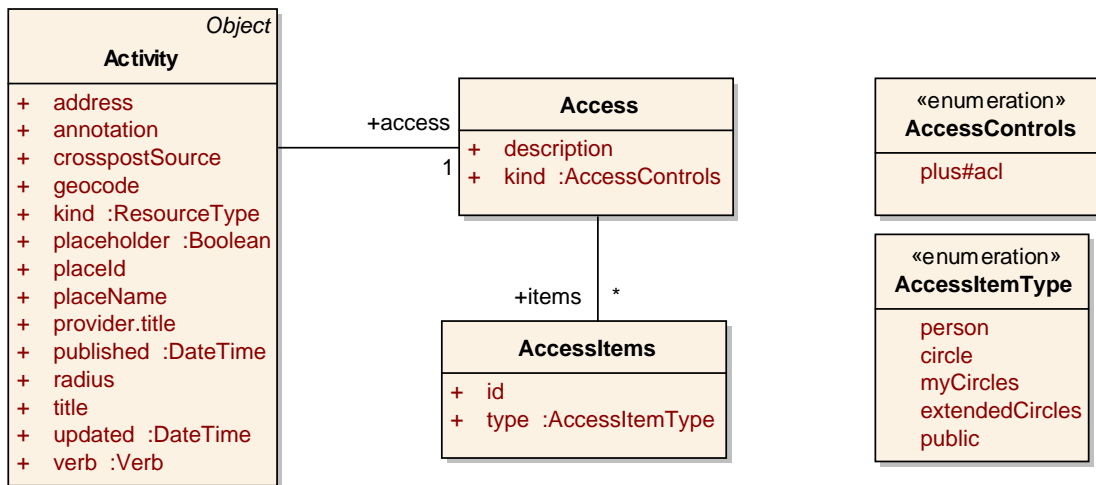 Object
Activity
+ address
+ annotation
+ crosspostSource
+ geocode
+ kind :ResourceType
+ placeholder :Boolean
+ placeId
+ placeName
+ provider.title
+ published :DateTime
+ radius
+ title
+ updated :DateTime
+ verb :Verb
+access
1
Access
+ description
+ kind :AccessControls
+items *
AccessItems
+ id
+ type :AccessItemType
«enumeration»
AccessControls
plus#acl
«enumeration»
AccessItemType
person
circle
myCircles
extendedCircles
public